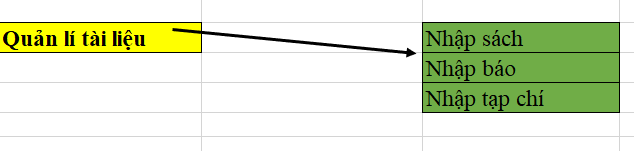 Quản lí tài liệu
Nhập sách
Nhập báo
Nhập tạp chí